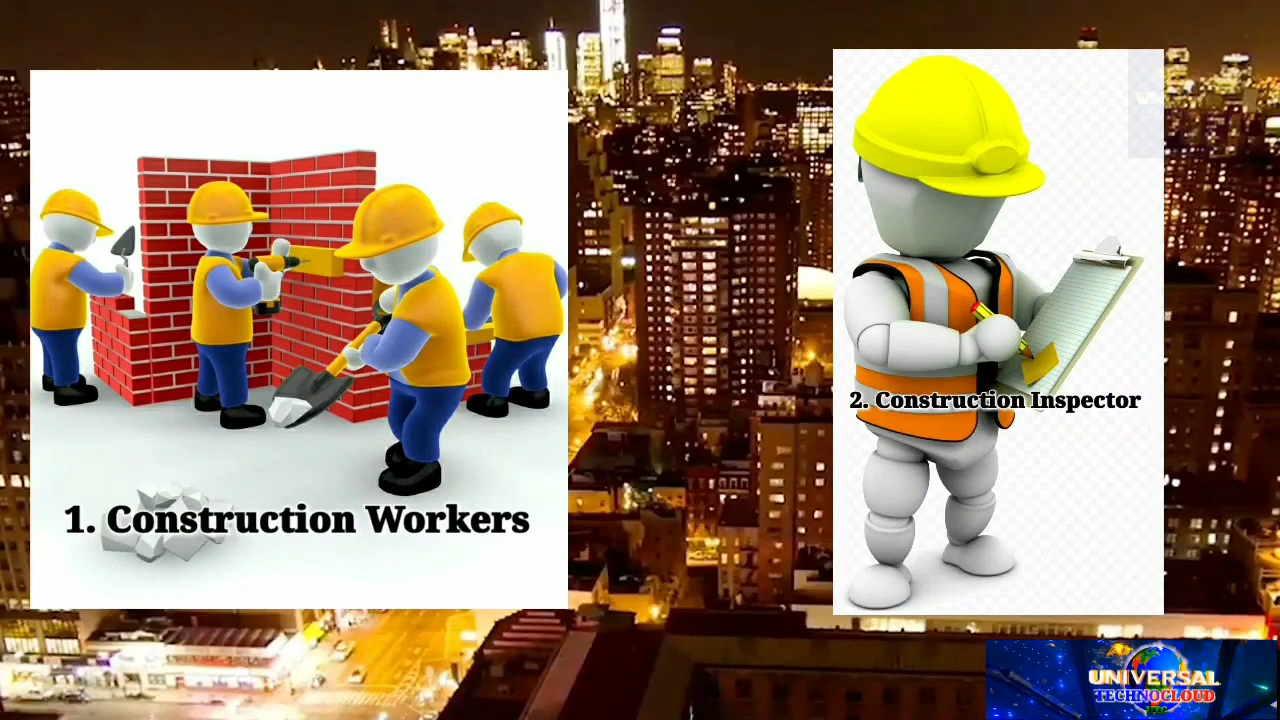 1. Construction Workers
2. Construction Inspector
UNIVERSAL
TECHNOCLOUD